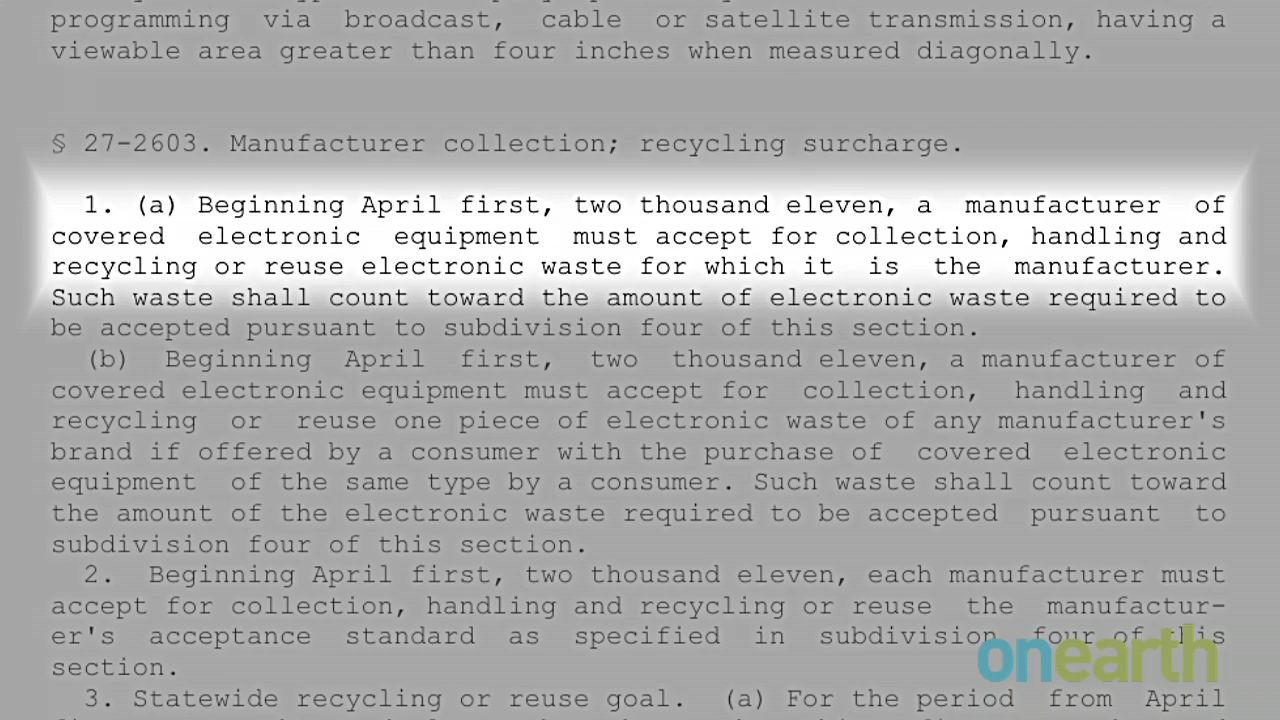 programming via broadcast, cable or satellite transmission, having a
viewable area greater than four inches when measured diagonally.
§ 27-2603. Manufacturer collection; recycling surcharge.
1. (a) Beginning April first, two thousand eleven, a manufacturer of
covered electronic equipment must accept for collection, handling and
recycling or reuse electronic waste for which it is the manufacturer.
Such waste shall count toward the amount of electronic waste required to
be accepted pursuant to subdivision four of this section.
(b) Beginning April first, two thousand eleven, a manufacturer of
covered electronic equipment must accept for collection, handling and
recycling or reuse one piece of electronic waste of any manufacturer's
brand if offered by a consumer with the purchase of covered electronic
equipment of the same type by a consumer. Such waste shall count toward
the amount of the electronic waste required to be accepted pursuant to
subdivision four of this section.
2. Beginning April first, two thousand eleven, each manufacturer must
accept for collection, handling and recycling or reuse the manufactur-
er's acceptance standard as specified in subdivision four of this
section.
3. Statewide recycling or reuse goal. (a) For the period from April
onearth